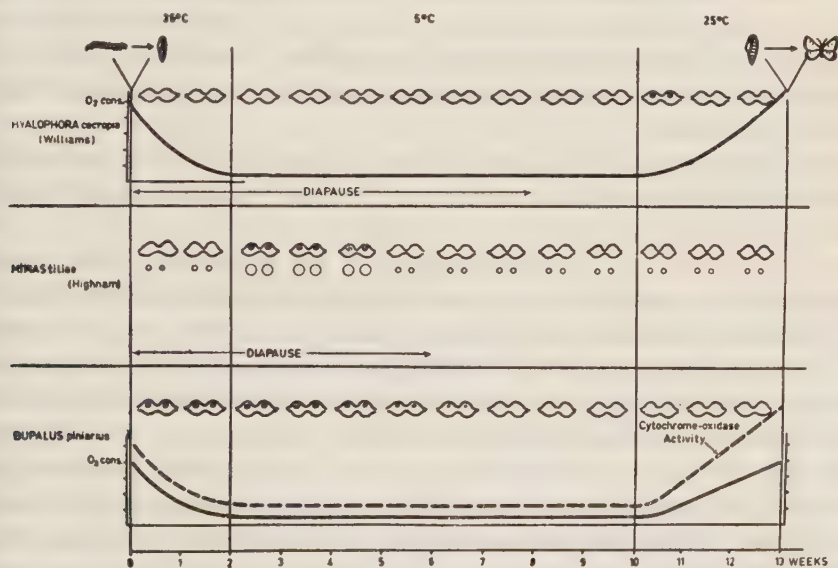 25°C 5°C 25°C
O₂ cons.
HYALOPHORA cecropia
(Williams)
DIAPAUSE
MIMAS tiliae
(Highnam)
DIAPAUSE
BUPALUS piniarius
O₂ cons.
Cytochrome-oxidase
Activity
0 1 2 3 4 5 6 7 8 9 10 11 12 13 WEEKS